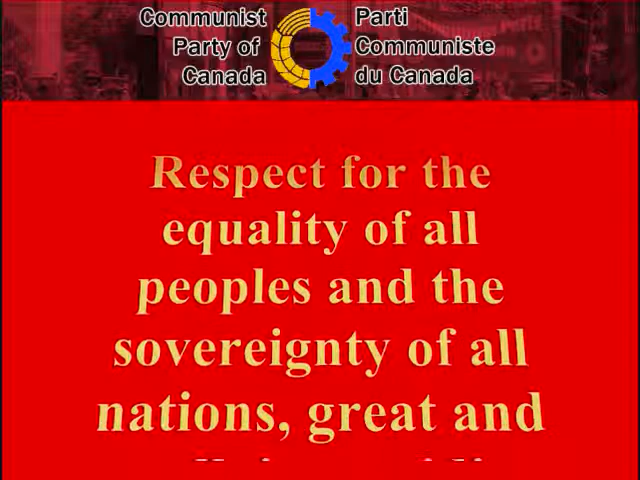 Communist
Party of
Canada
Parti
Communiste
du Canada
Respect for the
equality of all
peoples and the
sovereignty of all
nations, great and